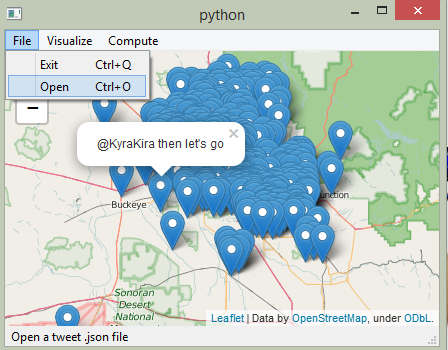 python
File Visualize Compute
Exit Ctrl+Q
Open Ctrl+O
−
@KyraKira then let's go
×
Buckeye
unction
Sonoran
Desert
National
Leaflet | Data by OpenStreetMap, under ODbL.
Open a tweet .json file